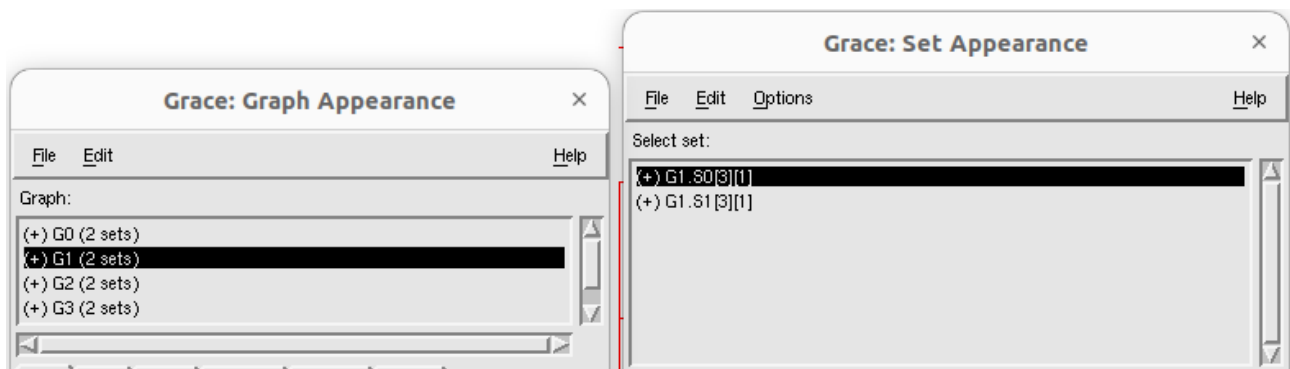 Grace: Graph Appearance ×
File Edit Help
Graph:
(+) G0 (2 sets)
(+) G1 (2 sets)
(+) G2 (2 sets)
(+) G3 (2 sets)
Grace: Set Appearance ×
File Edit Options Help
Select set:
(+) G1.S0[3][1]
(+) G1.S1[3][1]